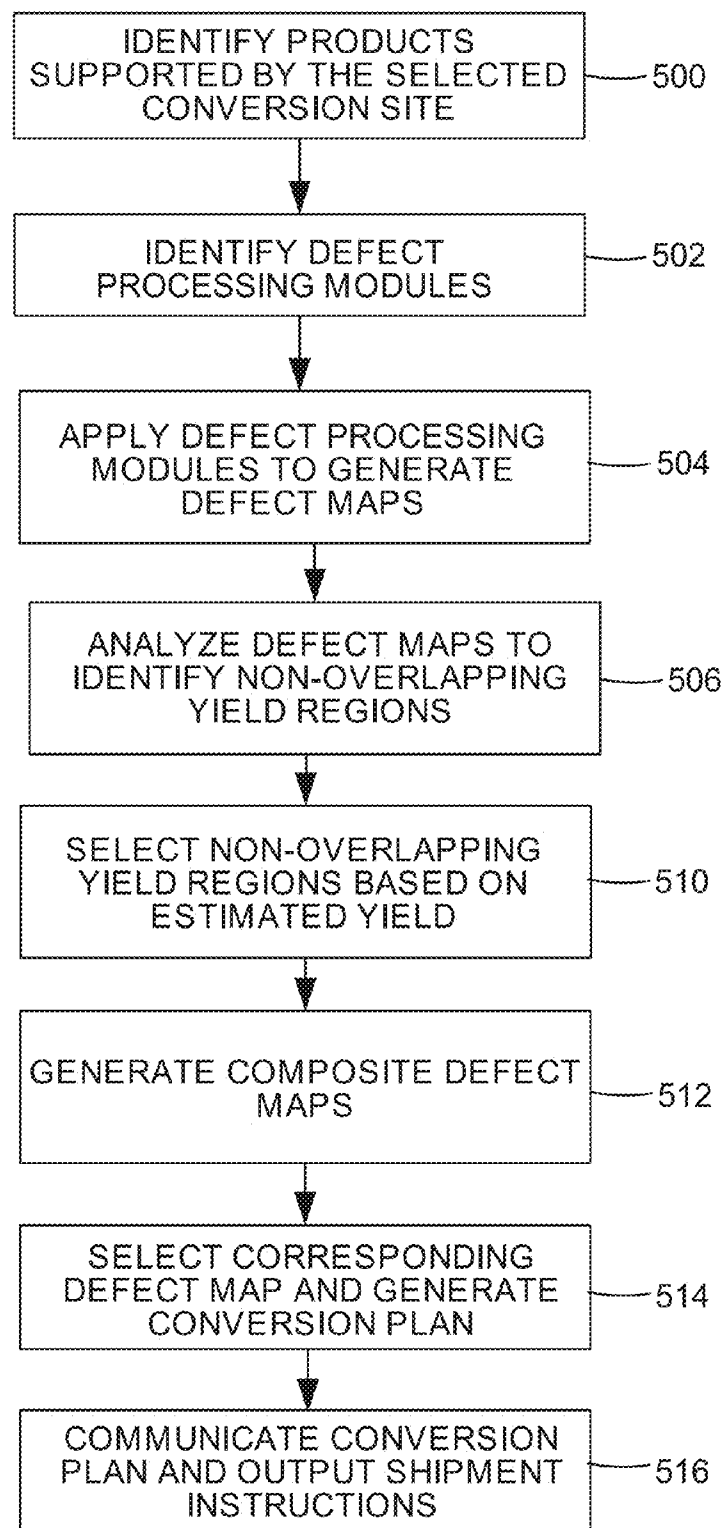 IDENTIFY PRODUCTS
SUPPORTED BY THE SELECTED
CONVERSION SITE
500
IDENTIFY DEFECT
PROCESSING MODULES
502
APPLY DEFECT PROCESSING
MODULES TO GENERATE
DEFECT MAPS
504
ANALYZE DEFECT MAPS TO
IDENTIFY NON-OVERLAPPING
YIELD REGIONS
506
SELECT NON-OVERLAPPING
YIELD REGIONS BASED ON
ESTIMATED YIELD
510
GENERATE COMPOSITE DEFECT
MAPS
512
SELECT CORRESPONDING
DEFECT MAP AND GENERATE
CONVERSION PLAN
514
COMMUNICATE CONVERSION
PLAN AND OUTPUT SHIPMENT
INSTRUCTIONS
516